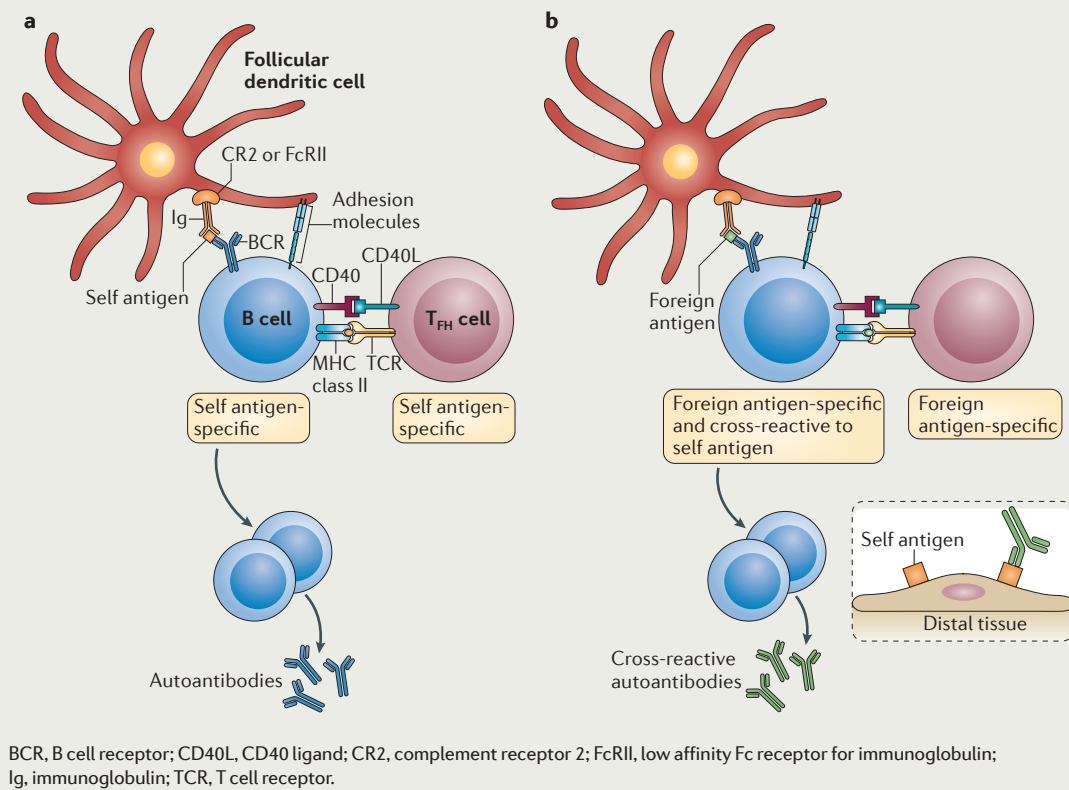 a
Follicular
dendritic cell
CR2 or FcRII
Ig
Adhesion
molecules
BCR
Self antigen
CD40
CD40L
B cell
T_FH cell
MHC
class II
TCR
Self antigen-
specific
Self antigen-
specific
Autoantibodies
b
Foreign
antigen
Foreign antigen-specific
and cross-reactive to
self antigen
Foreign
antigen-specific
Self antigen
Distal tissue
Cross-reactive
autoantibodies
BCR, B cell receptor; CD40L, CD40 ligand; CR2, complement receptor 2; FcRII, low affinity Fc receptor for immunoglobulin;
Ig, immunoglobulin; TCR, T cell receptor.